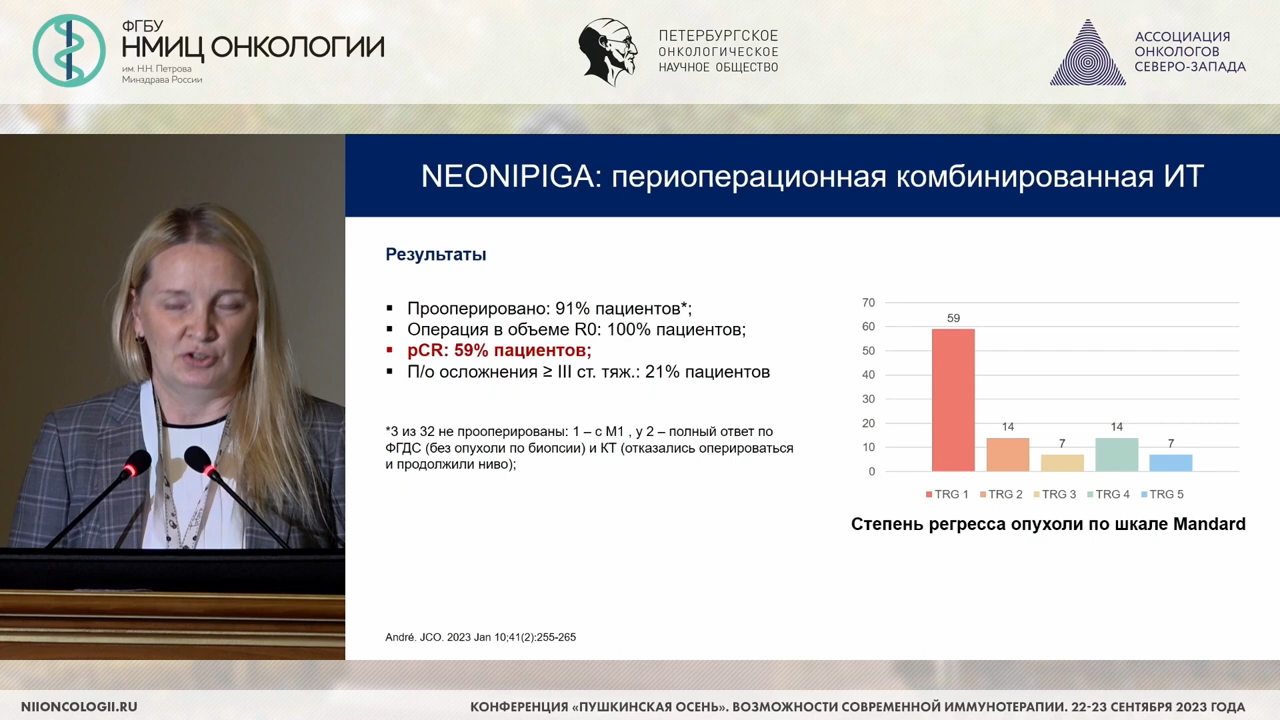 ФГБУ
НМИЦ ОНКОЛОГИИ
им. Н.Н. Петрова
Минздрава России
ПЕТЕРБУРГСКОЕ
ОНКОЛОГИЧЕСКОЕ
НАУЧНОЕ ОБЩЕСТВО
АССОЦИАЦИЯ
ОНКОЛОГОВ
СЕВЕРО-ЗАПАДА
NEONIPIGA: периоперационная комбинированная ИТ
Результаты
▪ Прооперировано: 91% пациентов*;
▪ Операция в объеме R0: 100% пациентов;
▪ pCR: 59% пациентов;
▪ П/о осложнения ≥ III ст. тяж.: 21% пациентов
*3 из 32 не прооперированы: 1 – с М1 , у 2 – полный ответ по
ФГДС (без опухоли по биопсии) и КТ (отказались оперироваться
и продолжили ниво);
70
60
50
40
30
20
10
0
59
14
7
14
7
TRG 1 TRG 2 TRG 3 TRG 4 TRG 5
Степень регресса опухоли по шкале Mandard
André. JCO. 2023 Jan 10;41(2):255-265
NIIONCOLOGII.RU
КОНФЕРЕНЦИЯ «ПУШКИНСКАЯ ОСЕНЬ». ВОЗМОЖНОСТИ СОВРЕМЕННОЙ ИММУНОТЕРАПИИ. 22-23 СЕНТЯБРЯ 2023 ГОДА